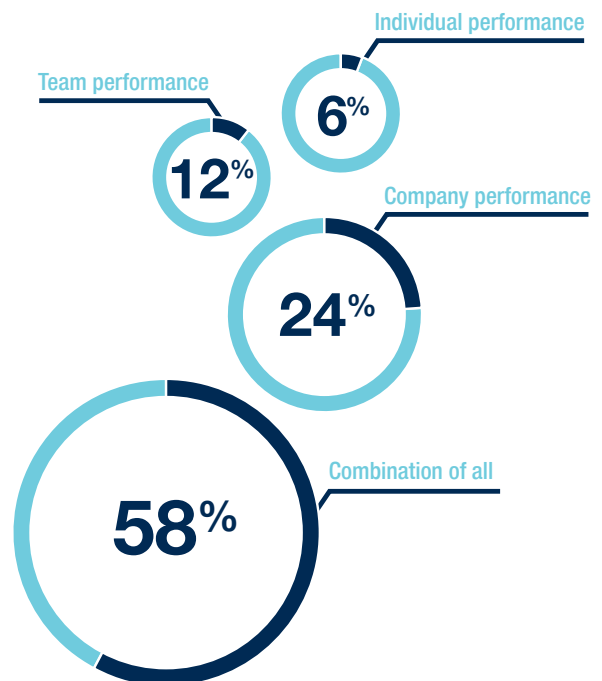 Individual performance
6%
Team performance
12%
Company performance
24%
Combination of all
58%